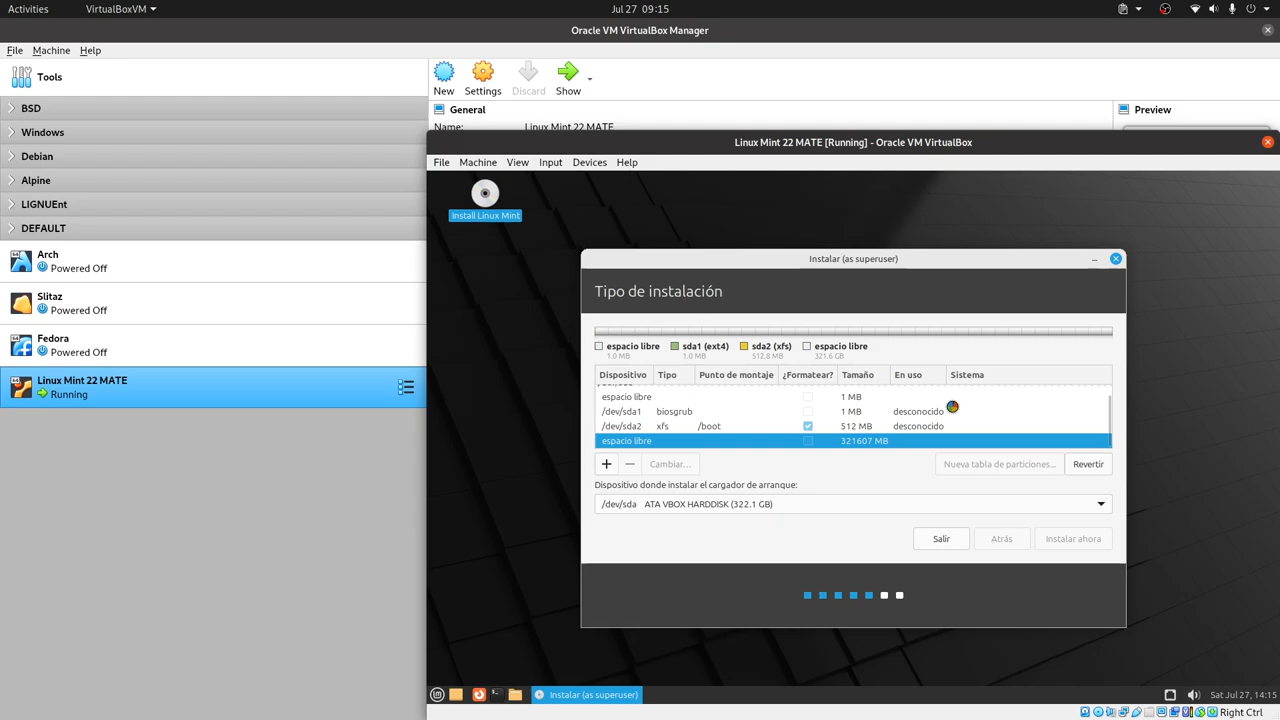 Activities VirtualBoxVM Jul 27 09:15
Oracle VM VirtualBox Manager
File Machine Help
Tools
New Settings Discard Show
BSD
Windows
Debian
Alpine
LIGNUEnt
DEFAULT
Arch
Powered Off
Slitaz
Powered Off
Fedora
Powered Off
Linux Mint 22 MATE
Running
General
Name: Linux Mint 22 MATE
Preview
Linux Mint 22 MATE [Running] - Oracle VM VirtualBox
File Machine View Input Devices Help
Install Linux Mint
Instalar (as superuser)
Tipo de instalación
espacio libre sda1 (ext4) sda2 (xfs) espacio libre
1.0 MB 1.0 MB 512.8 MB 321.6 GB
Dispositivo Tipo Punto de montaje ¿Formatear? Tamaño En uso Sistema
espacio libre 1 MB
/dev/sda1 biosgrub 1 MB desconocido
/dev/sda2 xfs /boot 512 MB desconocido
espacio libre 321607 MB
+ − Cambiar... Nueva tabla de particiones... Revertir
Dispositivo donde instalar el cargador de arranque:
/dev/sda ATA VBOX HARDDISK (322.1 GB)
Salir Atrás Instalar ahora
Instalar (as superuser) Sat Jul 27, 14:15
Right Ctrl